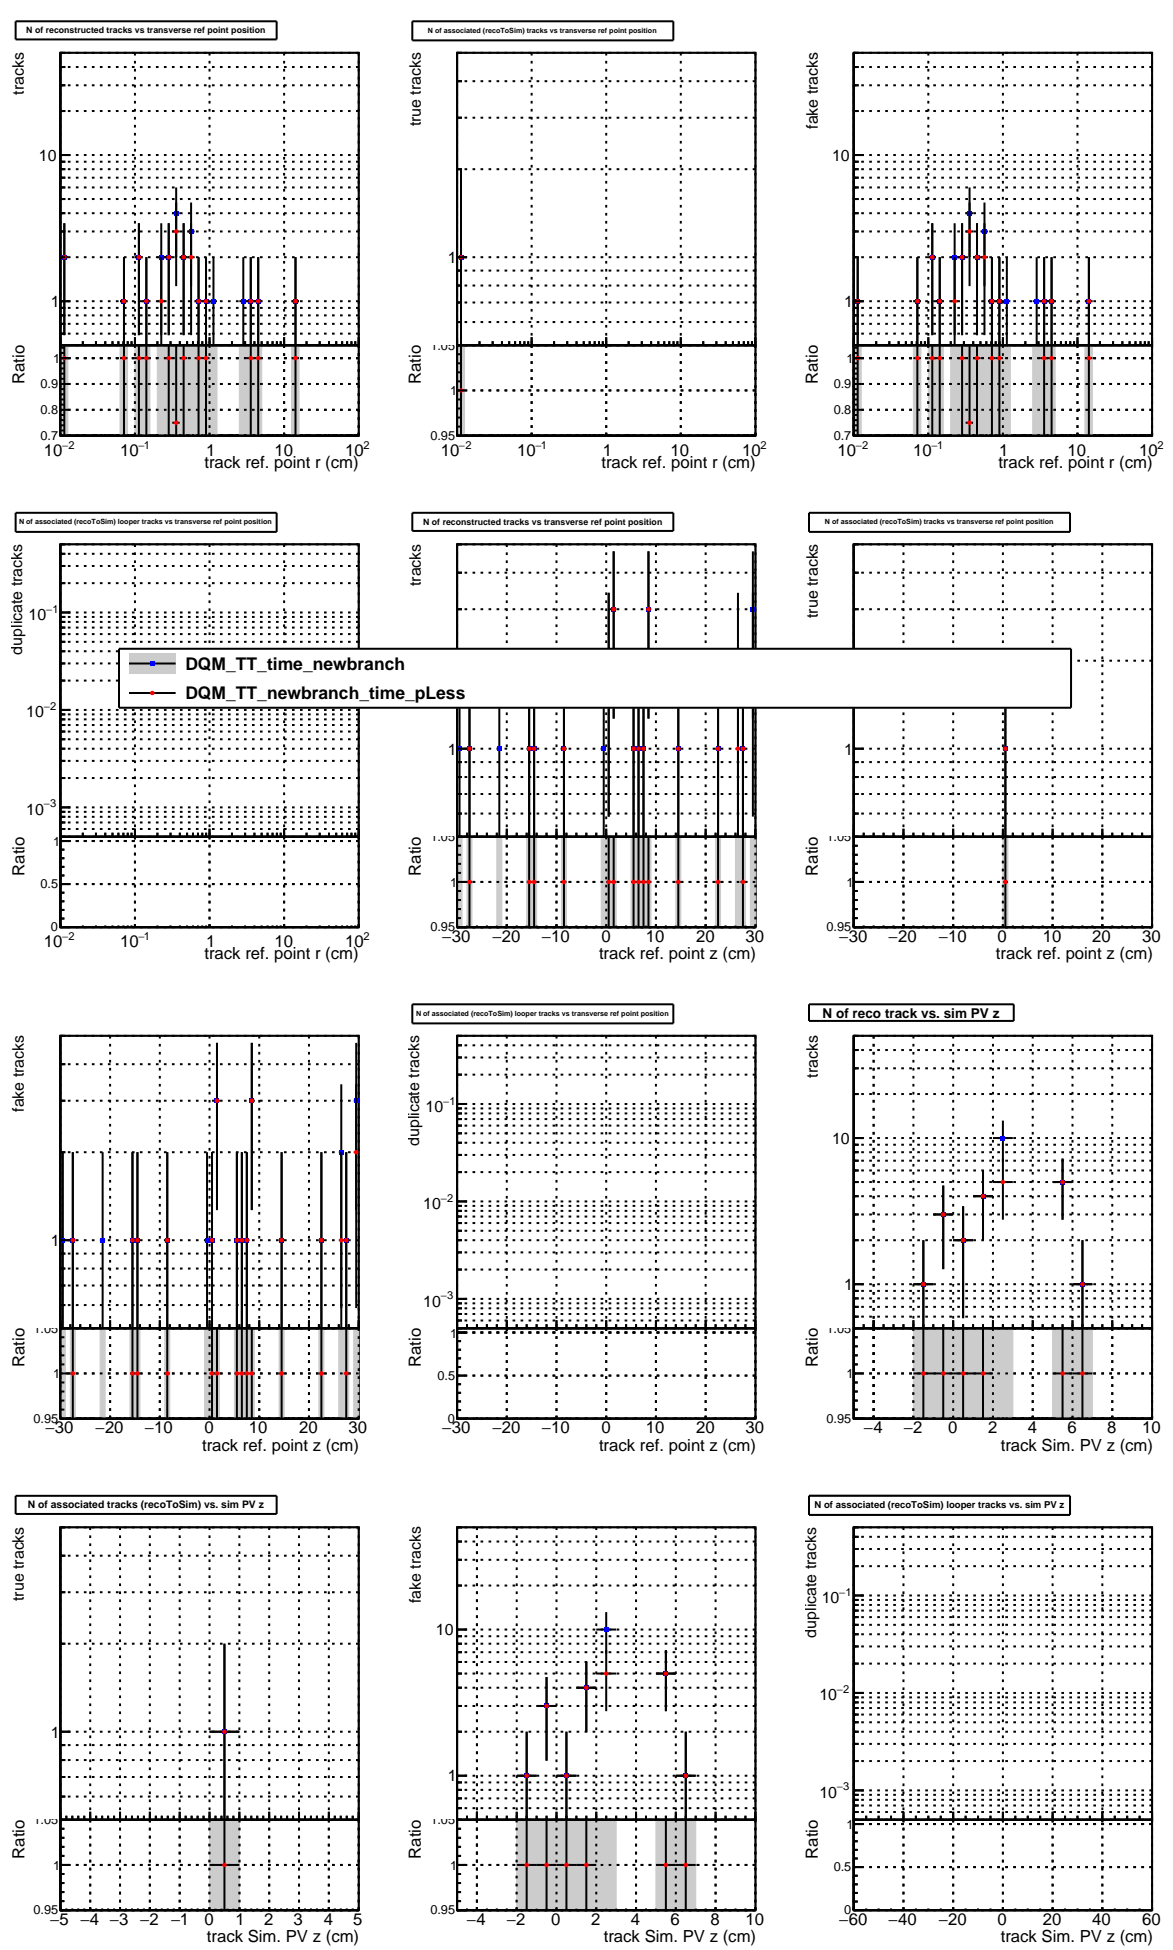 N of reconstructed tracks vs transverse ref point position
tracks
10
1
Ratio
1
0.9
0.8
0.7
10−2 10−1 1 10 102
track ref. point r (cm)
N of associated (recoToSim) tracks vs transverse ref point position
true tracks
1
Ratio
1.05
1
0.95
10−2 10−1 1 10 102
track ref. point r (cm)
fake tracks
10
1
Ratio
1
0.9
0.8
0.7
10−2 10−1 1 10 102
track ref. point r (cm)
N of associated (recoToSim) looper tracks vs transverse ref point position
duplicate tracks
10−1
10−2
10−3
Ratio
1
0.5
0
10−2 10−1 1 10 102
track ref. point r (cm)
N of reconstructed tracks vs transverse ref point position
tracks
1
Ratio
1.05
1
0.95
−30 −20 −10 0 10 20 30
track ref. point z (cm)
N of associated (recoToSim) tracks vs transverse ref point position
true tracks
1
Ratio
1.05
1
0.95
−30 −20 −10 0 10 20 30
track ref. point z (cm)
DQM_TT_time_newbranch
DQM_TT_newbranch_time_pLess
fake tracks
1
Ratio
1.05
1
0.95
−30 −20 −10 0 10 20 30
track ref. point z (cm)
N of associated (recoToSim) looper tracks vs transverse ref point position
duplicate tracks
10−1
10−2
10−3
Ratio
1
0.5
0
−30 −20 −10 0 10 20 30
track ref. point z (cm)
N of reco track vs. sim PV z
tracks
10
1
Ratio
1.05
1
0.95
−4 −2 0 2 4 6 8 10
track Sim. PV z (cm)
N of associated tracks (recoToSim) vs. sim PV z
true tracks
1
Ratio
1.05
1
0.95
−5 −4 −3 −2 −1 0 1 2 3 4 5
track Sim. PV z (cm)
fake tracks
10
1
Ratio
1.05
1
0.95
−4 −2 0 2 4 6 8 10
track Sim. PV z (cm)
N of associated (recoToSim) looper tracks vs. sim PV z
duplicate tracks
10−1
10−2
10−3
Ratio
1
0.5
0
−60 −40 −20 0 20 40 60
track Sim. PV z (cm)